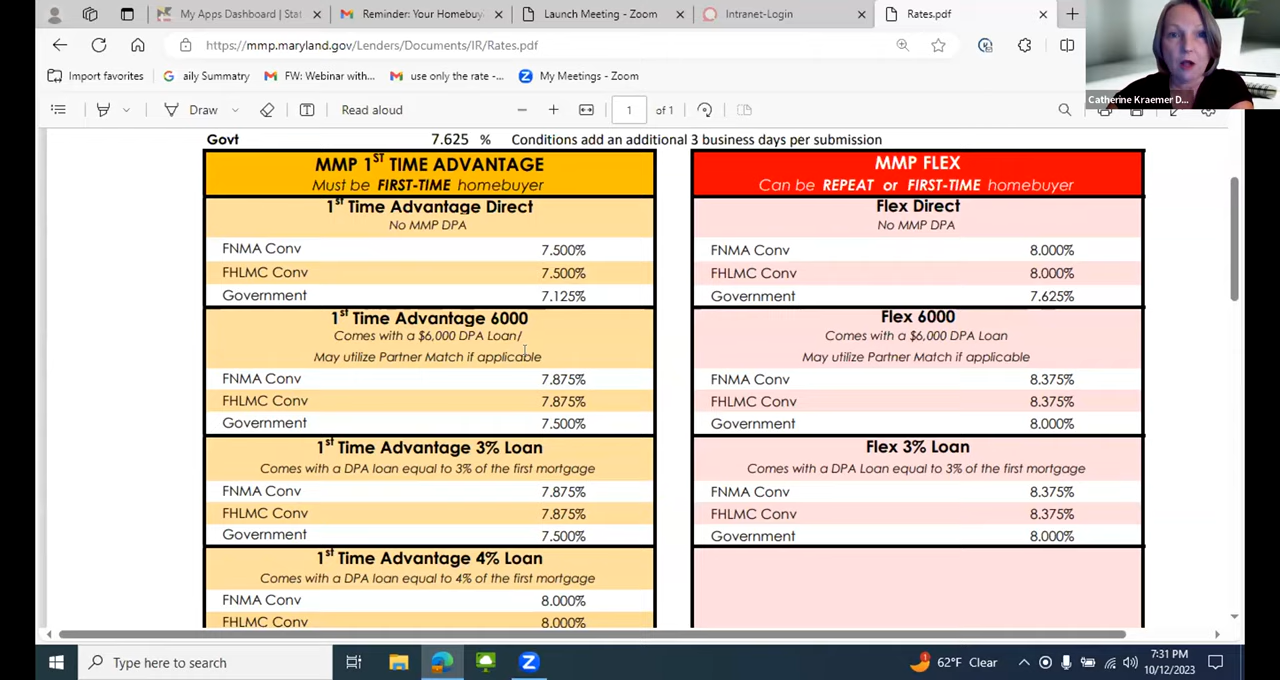 My Apps Dashboard | Stat
Reminder: Your Homebuy
Launch Meeting - Zoom
Intranet-Login
Rates.pdf
https://mmp.maryland.gov/Lenders/Documents/IR/Rates.pdf
Import favorites
aily Summatry
FW: Webinar with...
use only the rate -...
My Meetings - Zoom
Catherine Kraemer D...
Draw
Read aloud
1
of 1
Govt 7.625 % Conditions add an additional 3 business days per submission
MMP 1ST TIME ADVANTAGE
Must be FIRST-TIME homebuyer
1st Time Advantage Direct
No MMP DPA
FNMA Conv 7.500%
FHLMC Conv 7.500%
Government 7.125%
1st Time Advantage 6000
Comes with a $6,000 DPA Loan/
May utilize Partner Match if applicable
FNMA Conv 7.875%
FHLMC Conv 7.875%
Government 7.500%
1st Time Advantage 3% Loan
Comes with a DPA loan equal to 3% of the first mortgage
FNMA Conv 7.875%
FHLMC Conv 7.875%
Government 7.500%
1st Time Advantage 4% Loan
Comes with a DPA loan equal to 4% of the first mortgage
FNMA Conv 8.000%
FHLMC Conv 8.000%
MMP FLEX
Can be REPEAT or FIRST-TIME homebuyer
Flex Direct
No MMP DPA
FNMA Conv 8.000%
FHLMC Conv 8.000%
Government 7.625%
Flex 6000
Comes with a $6,000 DPA Loan
May utilize Partner Match if applicable
FNMA Conv 8.375%
FHLMC Conv 8.375%
Government 8.000%
Flex 3% Loan
Comes with a DPA Loan equal to 3% of the first mortgage
FNMA Conv 8.375%
FHLMC Conv 8.375%
Government 8.000%
Type here to search
62°F Clear
7:31 PM
10/12/2023